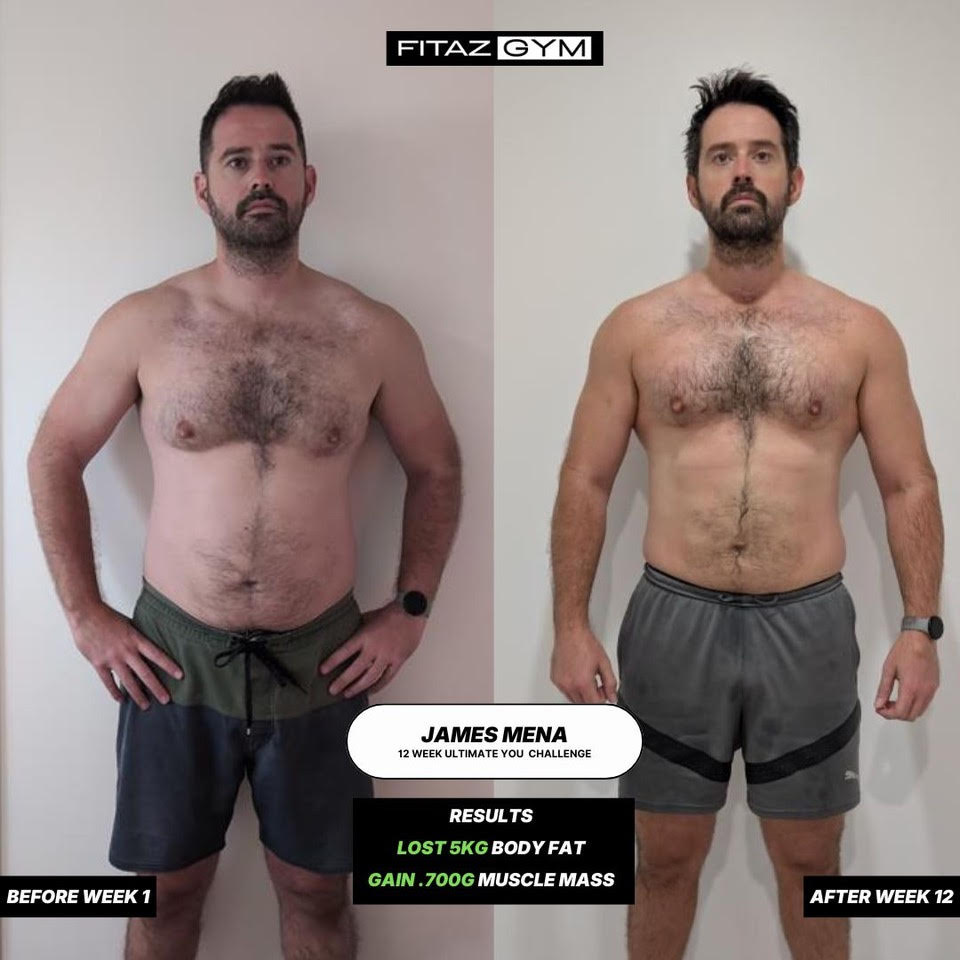 FITAZ GYM
JAMES MENA
12 WEEK ULTIMATE YOU CHALLENGE
RESULTS
LOST 5KG BODY FAT
GAIN .700G MUSCLE MASS
BEFORE WEEK 1
AFTER WEEK 12